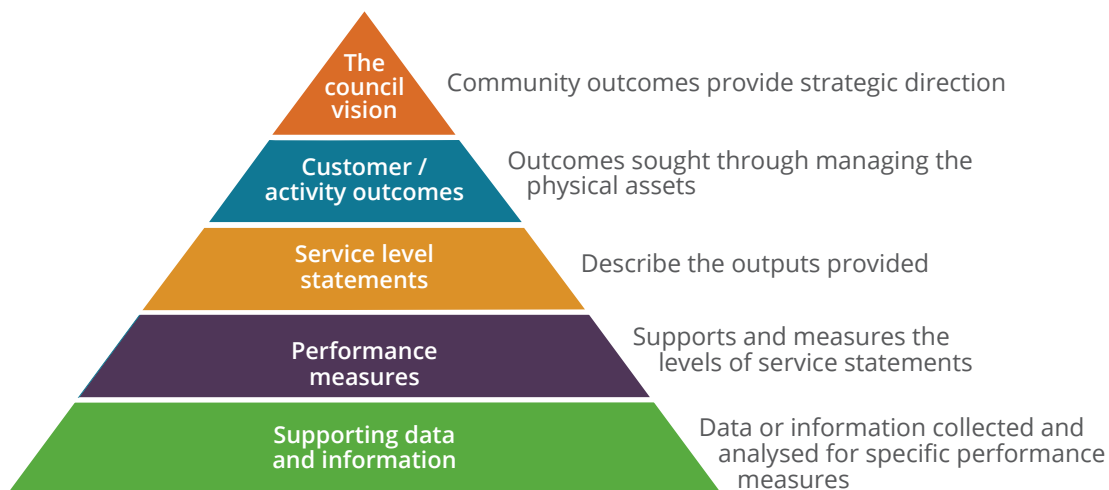 The
council
vision
Community outcomes provide strategic direction
Customer /
activity outcomes
Outcomes sought through managing the
physical assets
Service level
statements
Describe the outputs provided
Performance
measures
Supports and measures the
levels of service statements
Supporting data
and information
Data or information collected and
analysed for specific performance
measures